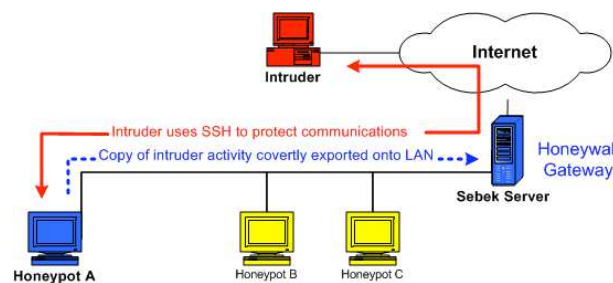 Internet
Intruder
Intruder uses SSH to protect communications
Copy of intruder activity covertly exported onto LAN
Honeywal
Gateway
Sebek Server
Honeypot A
Honeypot B
Honeypot C